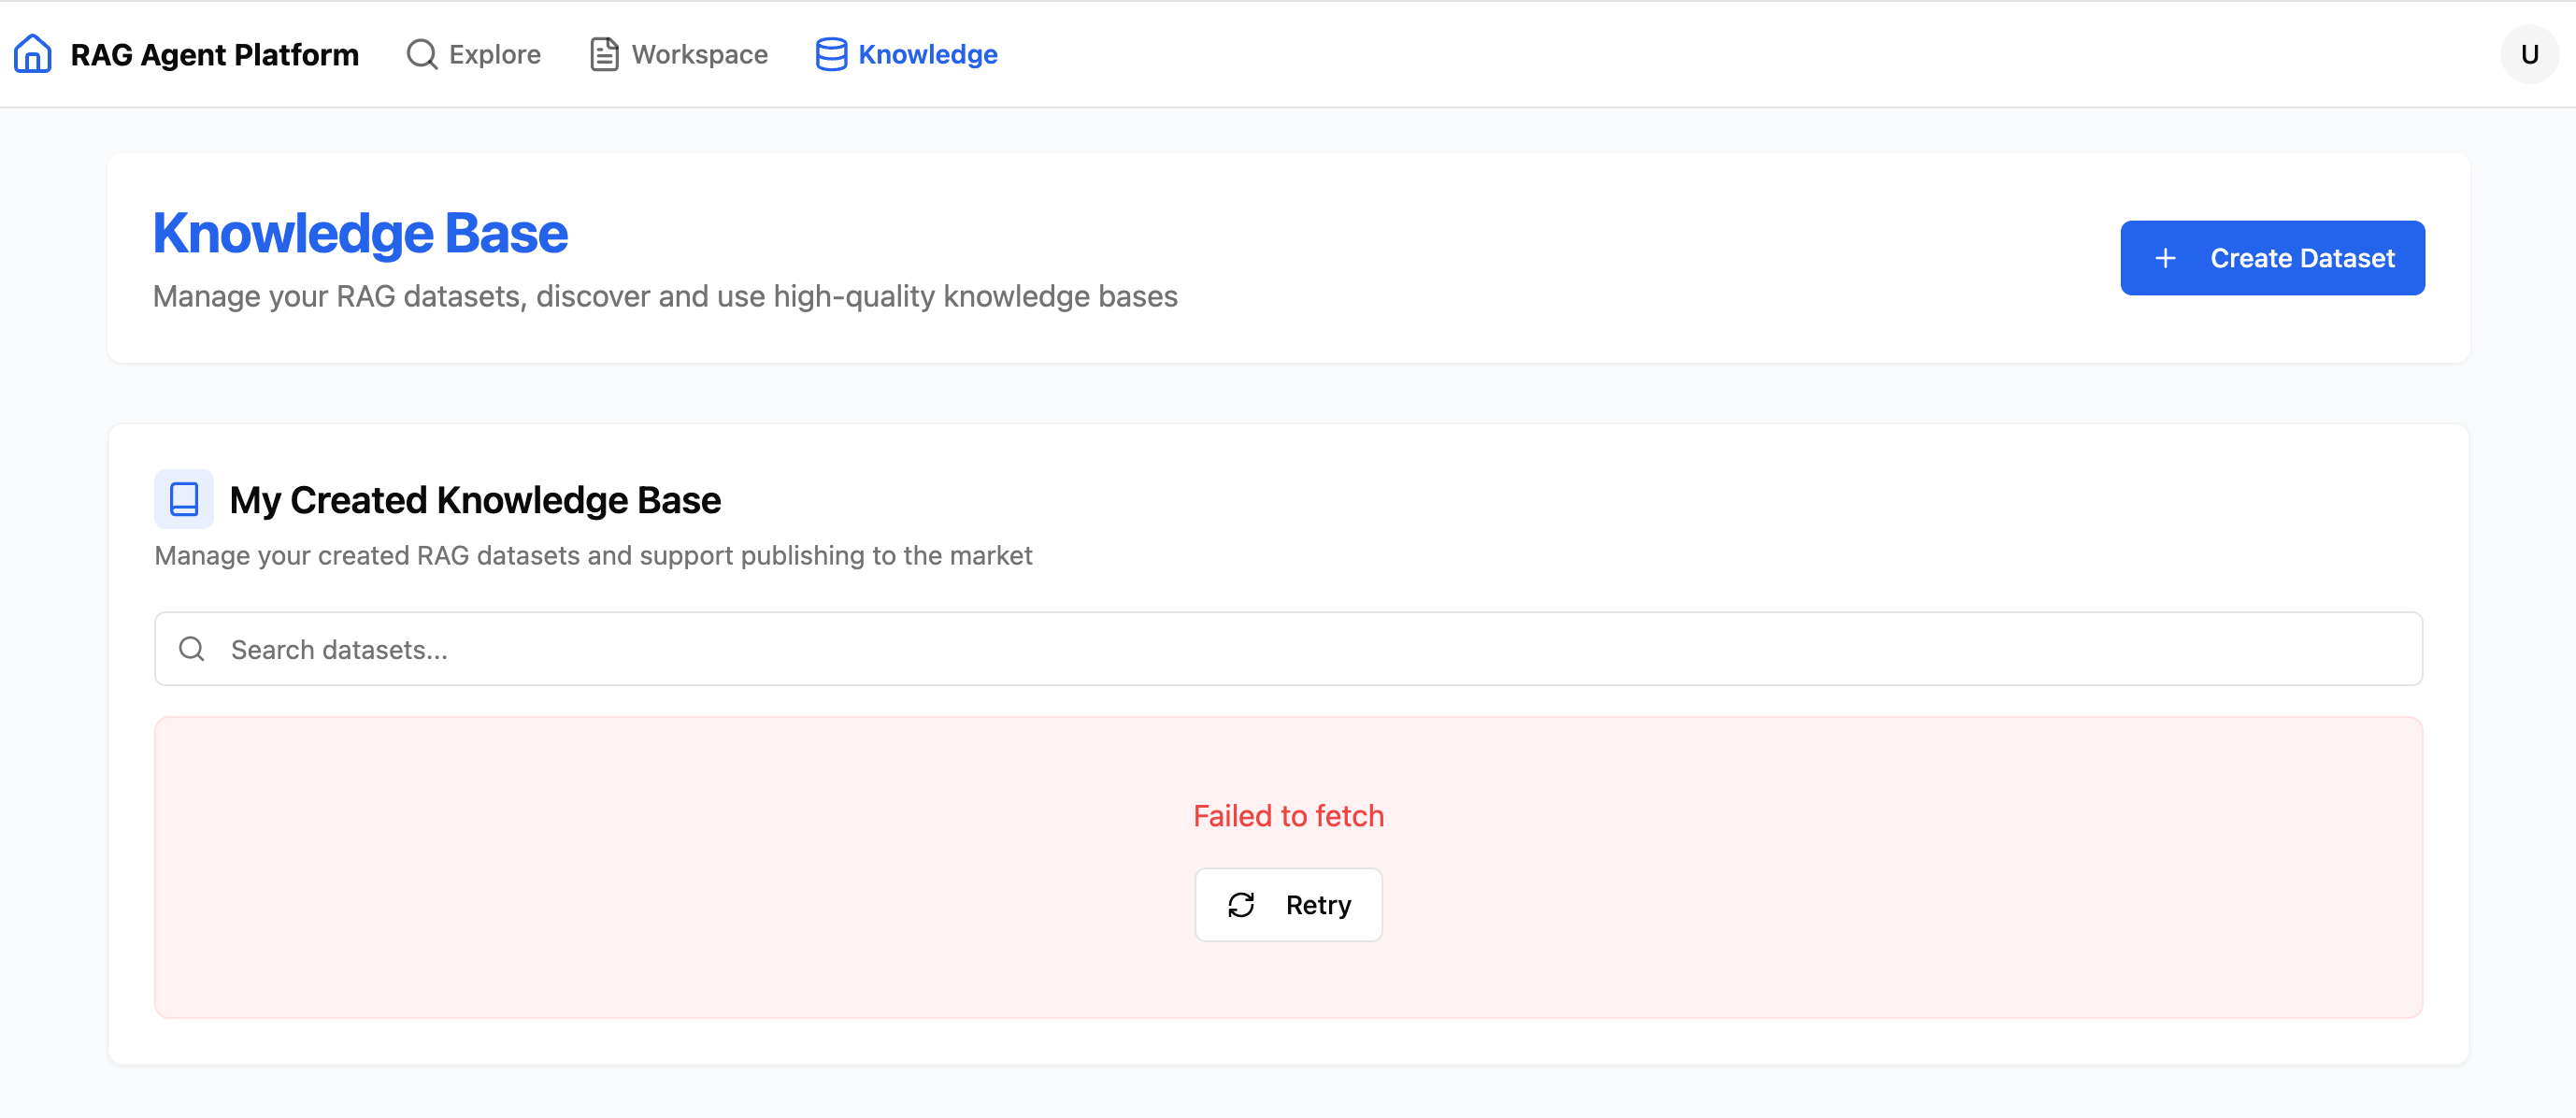 RAG Agent Platform Explore Workspace Knowledge U
Knowledge Base
Manage your RAG datasets, discover and use high-quality knowledge bases
Create Dataset
My Created Knowledge Base
Manage your created RAG datasets and support publishing to the market
Search datasets...
Failed to fetch
Retry